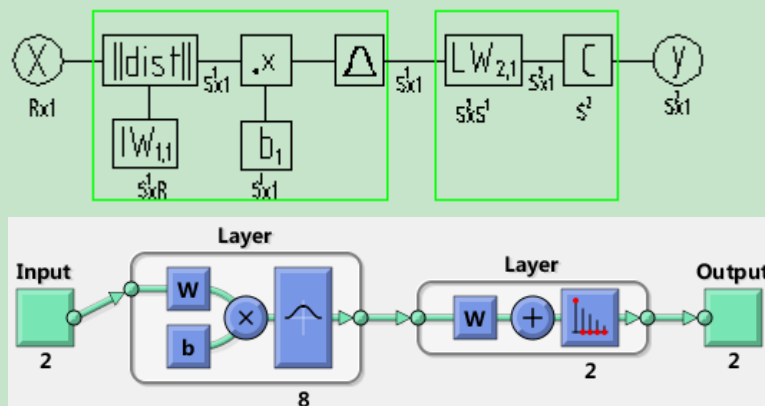 X ||dist|| .x LW2,1 C y
Rx1 S¹x1 S¹x1 S²xS¹ S²x1 S² S²x1
IW1,1 b1
S¹xR S¹x1
Layer
Layer
Input Output
W W +
b ×
2 2 2
8